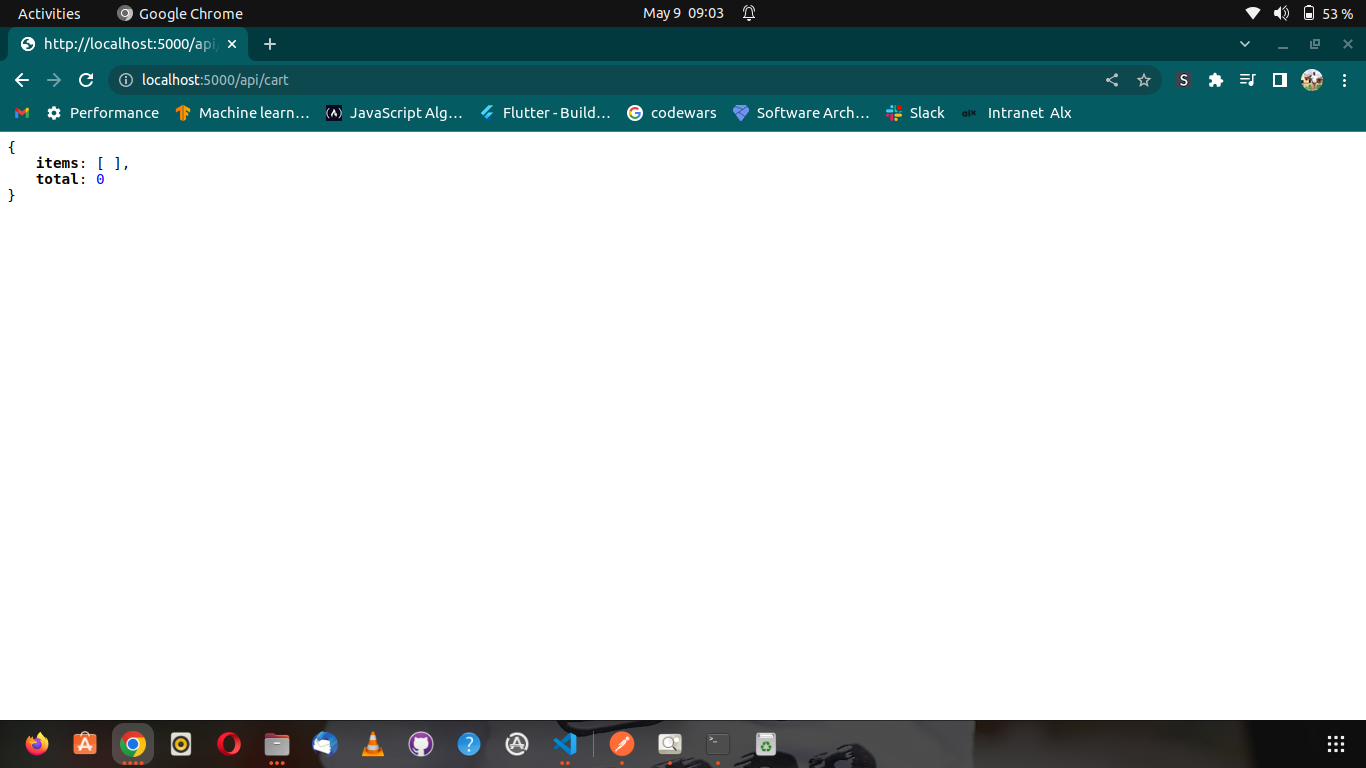 Activities Google Chrome May 9 09:03 53 %
http://localhost:5000/api
localhost:5000/api/cart S
Performance Machine learn… JavaScript Alg… Flutter - Build… codewars Software Arch… Slack alx Intranet Alx
{
items: [ ],
total: 0
}